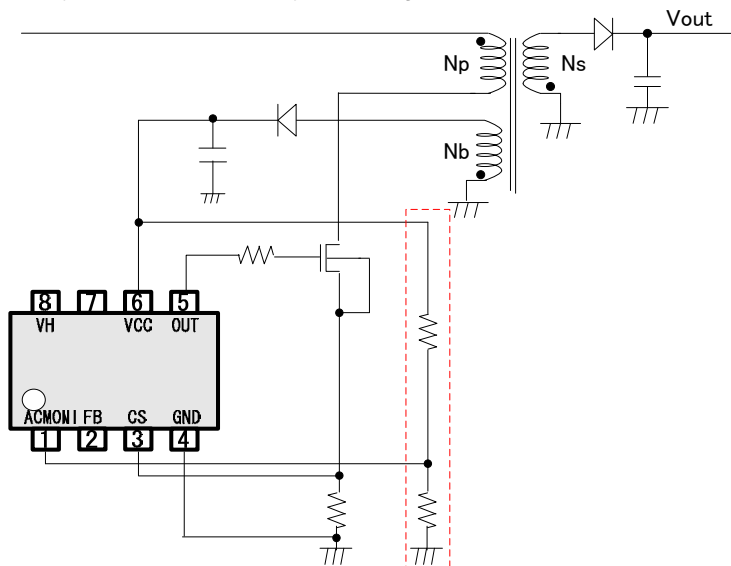 Vout
Np
Ns
Nb
8 7 6 5
VH VCC OUT
ACMONI FB CS GND
1 2 3 4